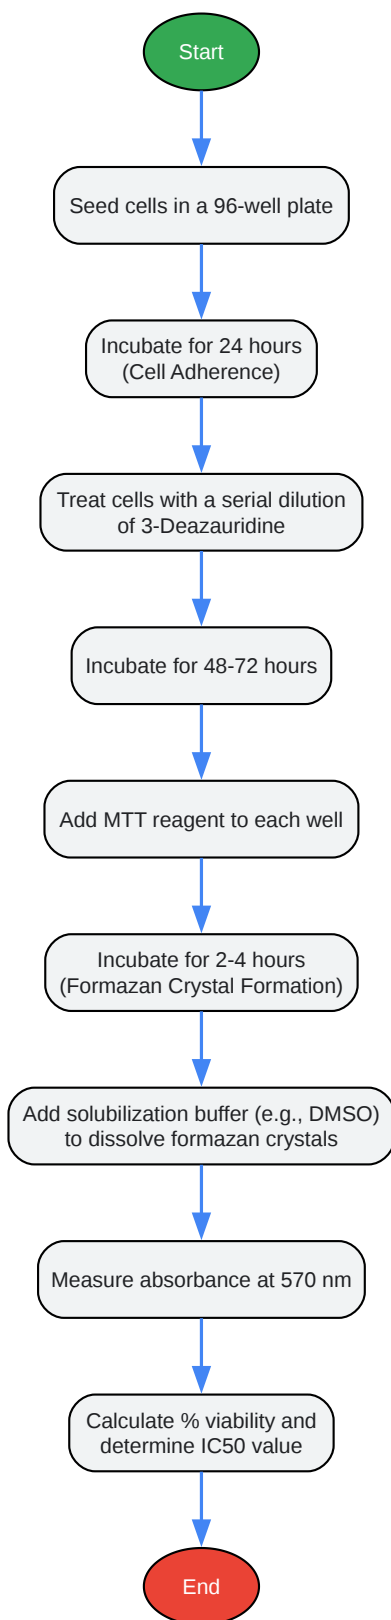 Start
Seed cells in a 96-well plate
Incubate for 24 hours
(Cell Adherence)
Treat cells with a serial dilution
of 3-Deazauridine
Incubate for 48-72 hours
Add MTT reagent to each well
Incubate for 2-4 hours
(Formazan Crystal Formation)
Add solubilization buffer (e.g., DMSO)
to dissolve formazan crystals
Measure absorbance at 570 nm
Calculate % viability and
determine IC50 value
End